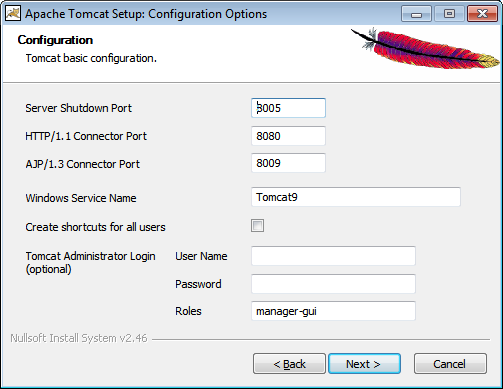 Apache Tomcat Setup: Configuration Options
Configuration
Tomcat basic configuration.
Server Shutdown Port 8005
HTTP/1.1 Connector Port 8080
AJP/1.3 Connector Port 8009
Windows Service Name Tomcat9
Create shortcuts for all users
Tomcat Administrator Login User Name
(optional)
Password
Roles manager-gui
Nullsoft Install System v2.46
< Back Next > Cancel